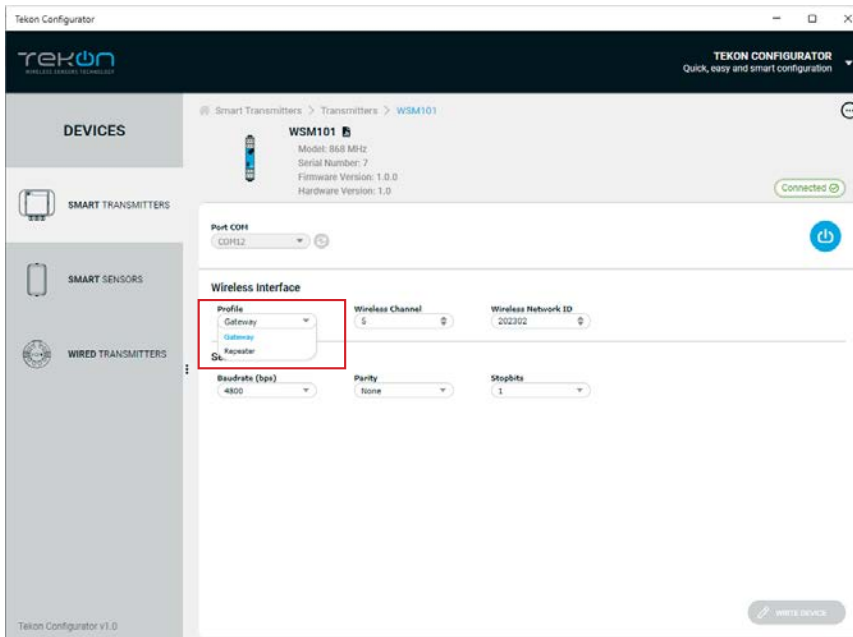 Tekon Configurator
TEKON
WIRELESS SENSORS TECHNOLOGY
TEKON CONFIGURATOR
Quick, easy and smart configuration
DEVICES
SMART TRANSMITTERS
SMART SENSORS
WIRED TRANSMITTERS
Tekon Configurator v1.0
Smart Transmitters > Transmitters > WSM101
WSM101
Model: 868 MHz
Serial Number: 7
Firmware Version: 1.0.0
Hardware Version: 1.0
Connected
Port COM
COM12
Wireless Interface
Profile Wireless Channel Wireless Network ID
Gateway 5 202302
Gateway
Repeater
Baudrate (bps) Parity Stopbits
4800 None 1
WRITE DEVICE